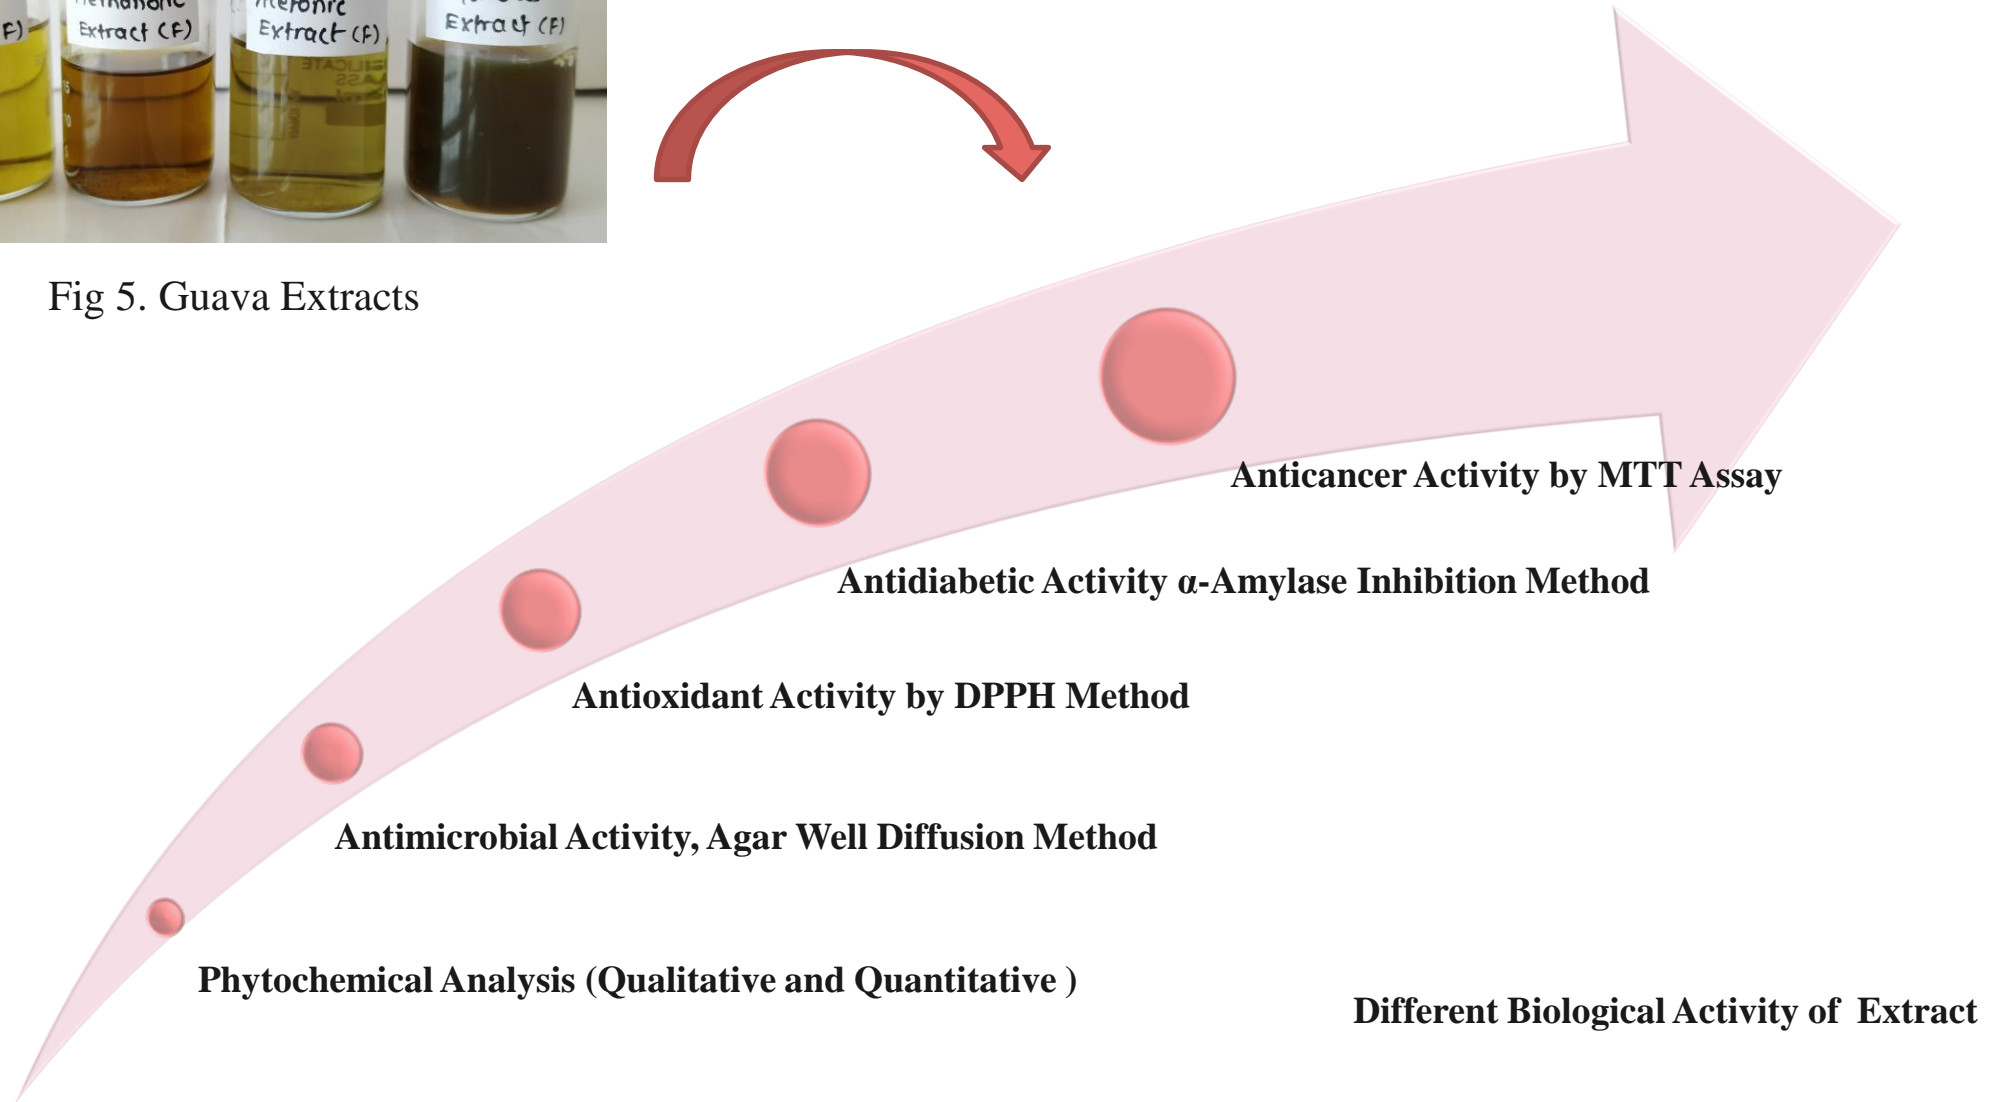 F)
Methanolic
Extract (F)
Acetonic
Extract (F)
Extract (F)
Fig 5. Guava Extracts
Anticancer Activity by MTT Assay
Antidiabetic Activity α-Amylase Inhibition Method
Antioxidant Activity by DPPH Method
Antimicrobial Activity, Agar Well Diffusion Method
Phytochemical Analysis (Qualitative and Quantitative )
Different Biological Activity of Extract